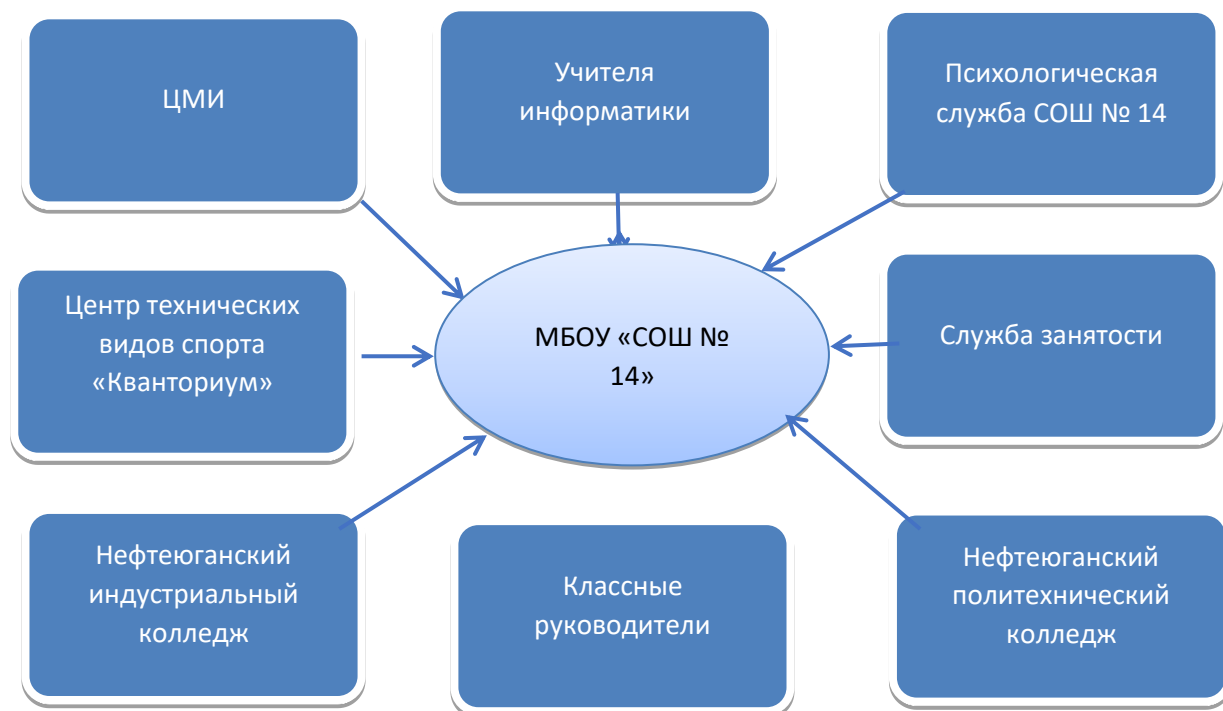 ЦМИ
Учителя
информатики
Психологическая
служба СОШ № 14
Центр технических
видов спорта
«Кванториум»
МБОУ «СОШ №
14»
Служба занятости
Нефтеюганский
индустриальный
колледж
Классные
руководители
Нефтеюганский
политехнический
колледж